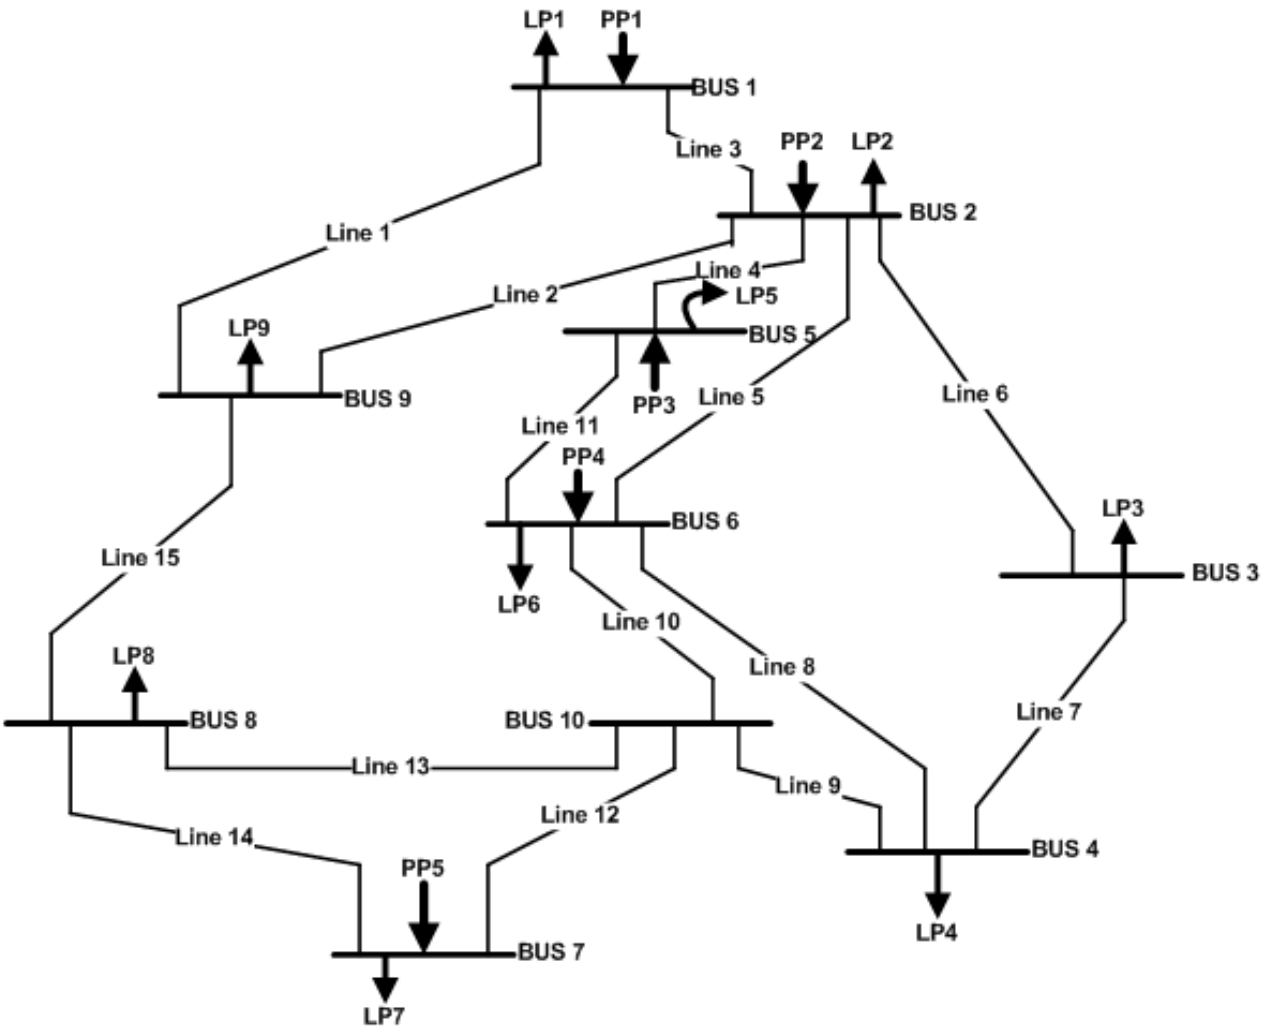 LP1 PP1
BUS 1
Line 3
PP2 LP2
BUS 2
Line 1
Line 4
Line 2
LP5
LP9
BUS 5
BUS 9
Line 5
Line 6
PP3
Line 11
PP4
LP3
BUS 6
Line 15
BUS 3
LP6
Line 10
LP8
Line 8
Line 7
BUS 8
BUS 10
Line 13
Line 9
Line 12
Line 14
BUS 4
PP5
LP4
BUS 7
LP7